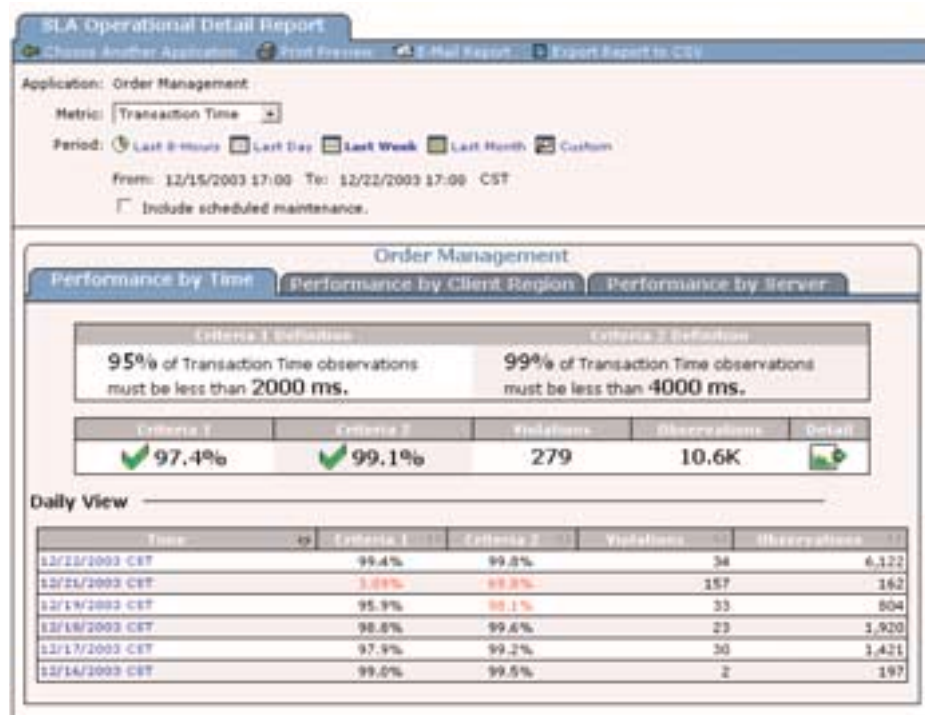 SLA Operational Detail Report
Choose Another Application Print Preview E-Mail Report Export Report to CSV
Application: Order Management
Metric: Transaction Time
Period: Last 8-Hours Last Day Last Week Last Month Custom
From: 12/15/2003 17:00 To: 12/22/2003 17:00 CST
Include scheduled maintenance.
Order Management
Performance by Time Performance by Client Region Performance by Server
Criteria 1 Definition Criteria 2 Definition
95% of Transaction Time observations 99% of Transaction Time observations
must be less than 2000 ms. must be less than 4000 ms.
Criteria 1 Criteria 2 Violations Observations Detail
97.4% 99.1% 279 10.6K
Daily View
Time Criteria 1 Criteria 2 Violations Observations
12/22/2003 CST 99.4% 99.8% 34 6,122
12/21/2003 CST 157 162
12/19/2003 CST 95.9% 98.1% 33 804
12/18/2003 CST 98.8% 99.6% 23 1,920
12/17/2003 CST 97.9% 99.2% 30 1,421
12/16/2003 CST 99.0% 99.5% 2 197